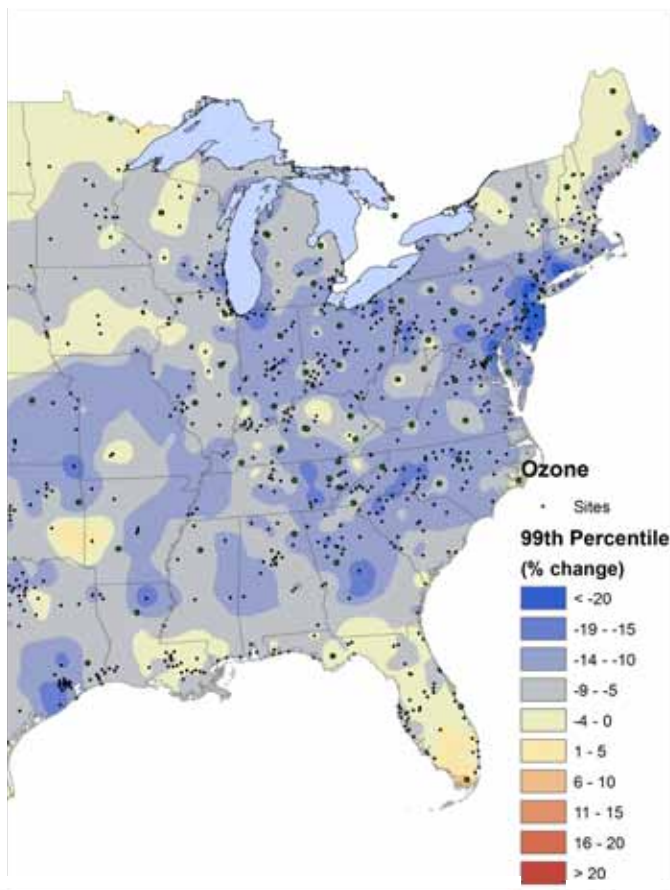 Ozone
Sites
99th Percentile
(% change)
< -20
-19 - -15
-14 - -10
-9 - -5
-4 - 0
1 - 5
6 - 10
11 - 15
16 - 20
> 20